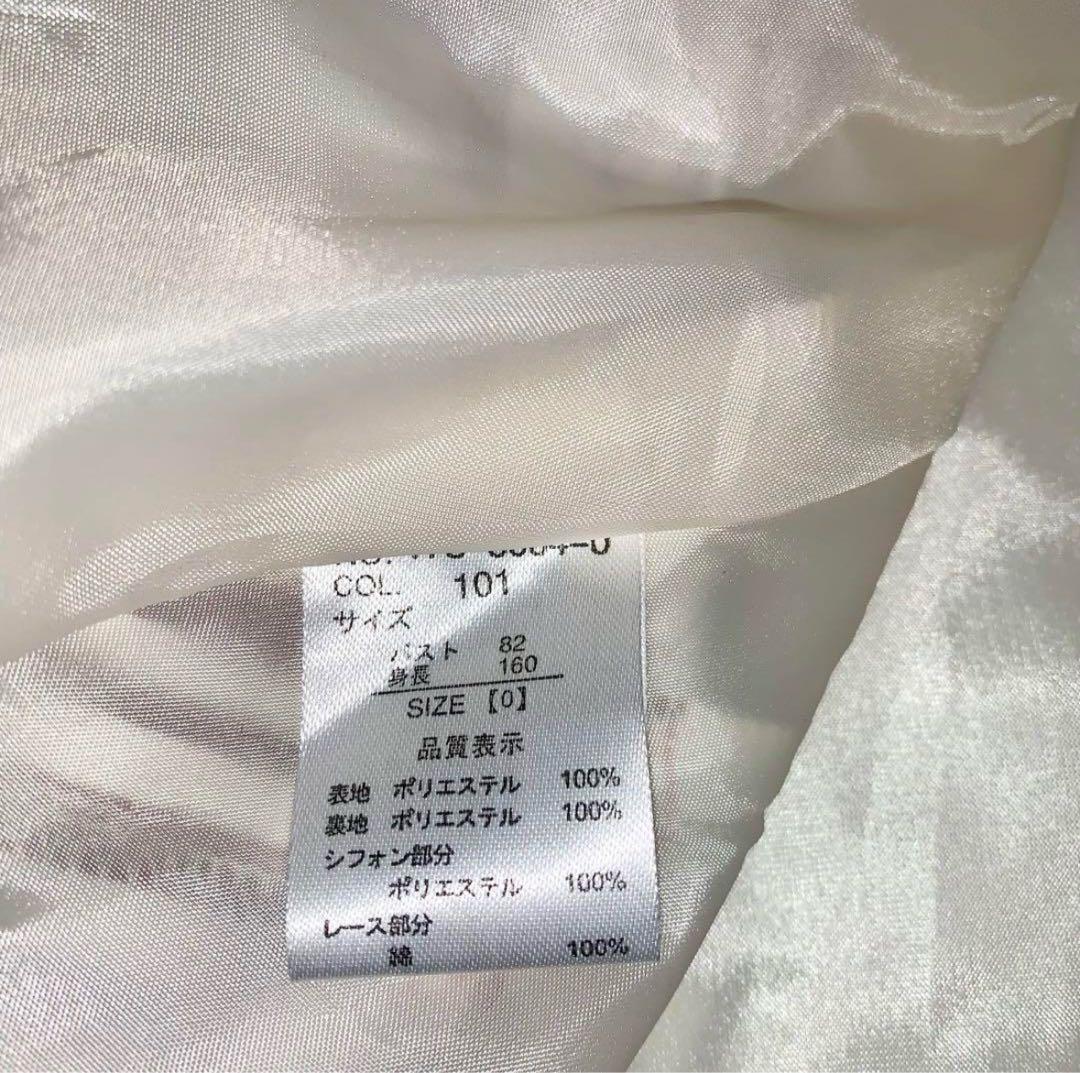 COL. 101
サイズ
バスト 82
身長 160
SIZE 【0】
品質表示
表地 ポリエステル 100%
裏地 ポリエステル 100%
シフォン部分
ポリエステル 100%
レース部分
綿 100%